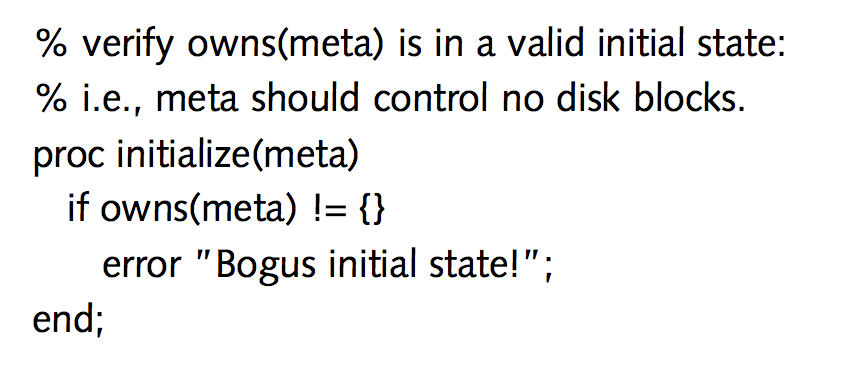 % verify owns(meta) is in a valid initial state:
% i.e., meta should control no disk blocks.
proc initialize(meta)
if owns(meta) != {}
error "Bogus initial state!";
end;